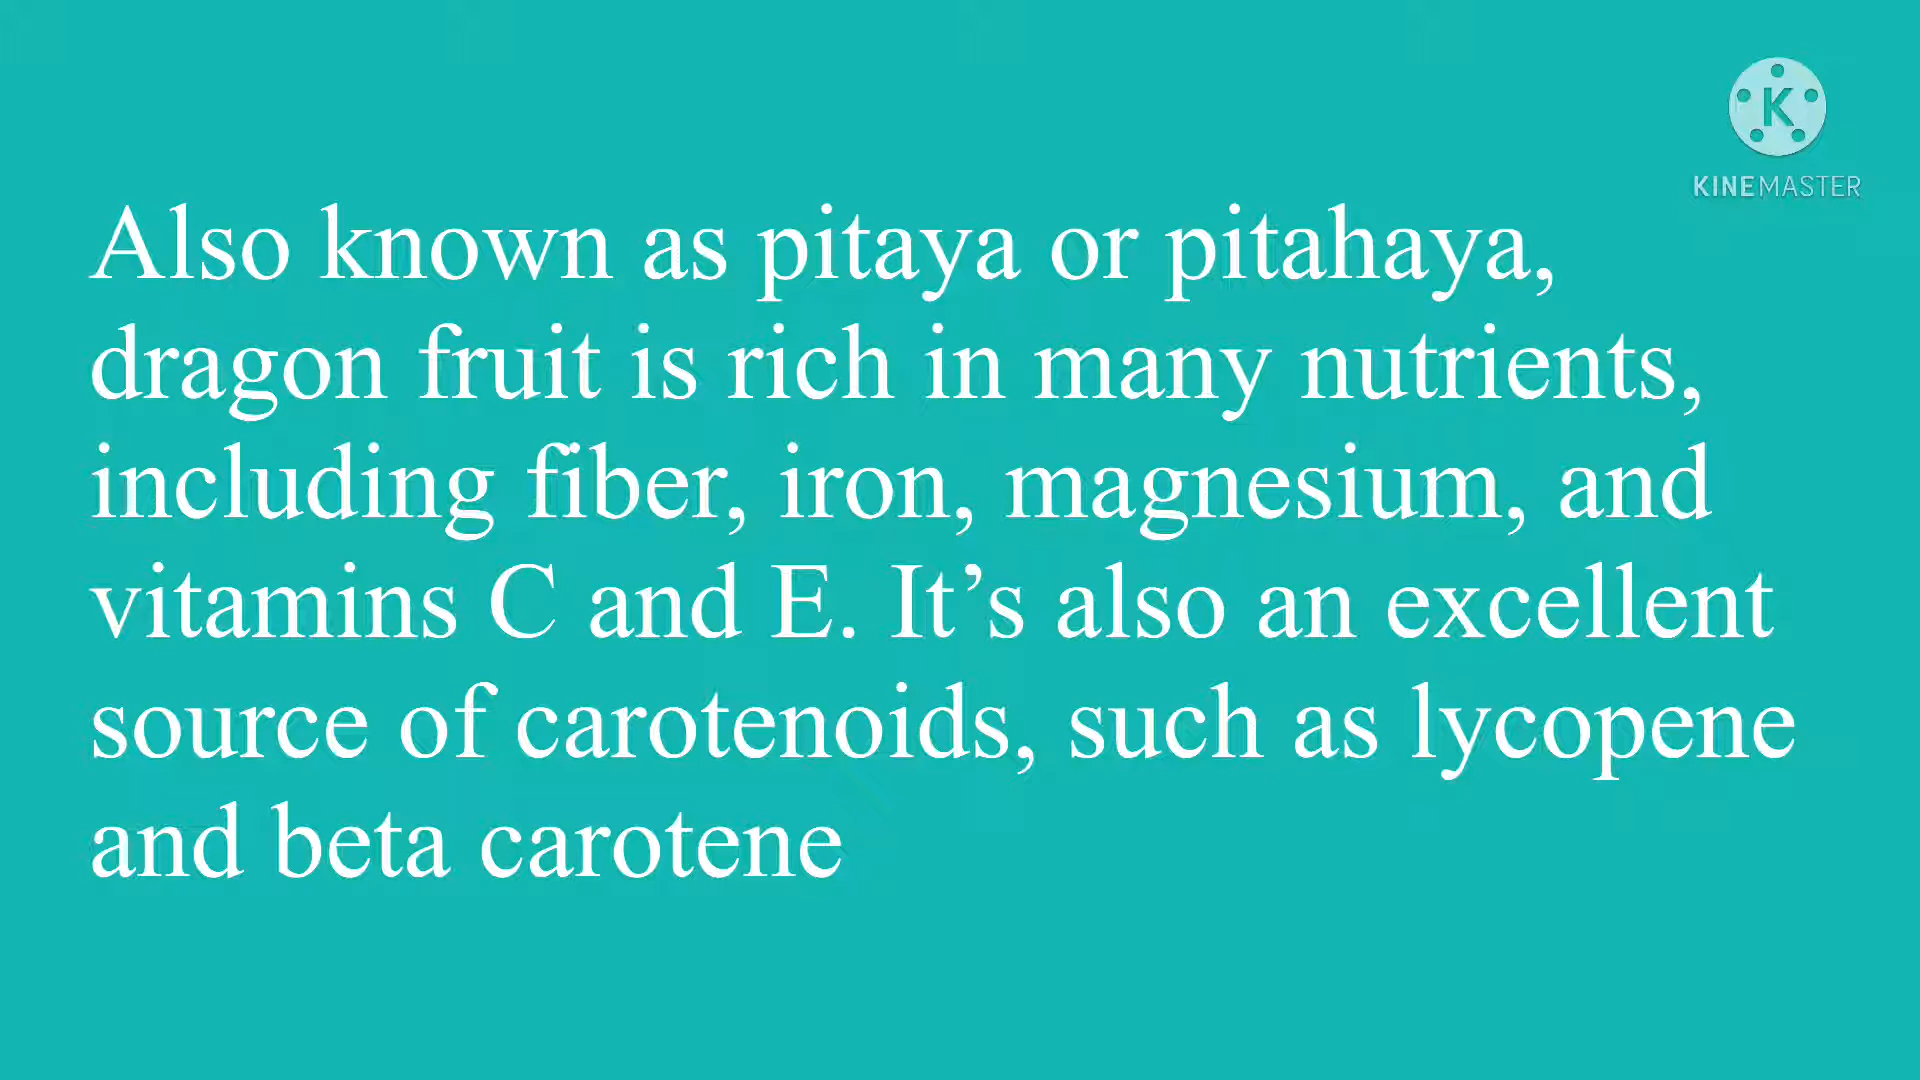 K
KINEMASTER
Also known as pitaya or pitahaya,
dragon fruit is rich in many nutrients,
including fiber, iron, magnesium, and
vitamins C and E. It’s also an excellent
source of carotenoids, such as lycopene
and beta carotene